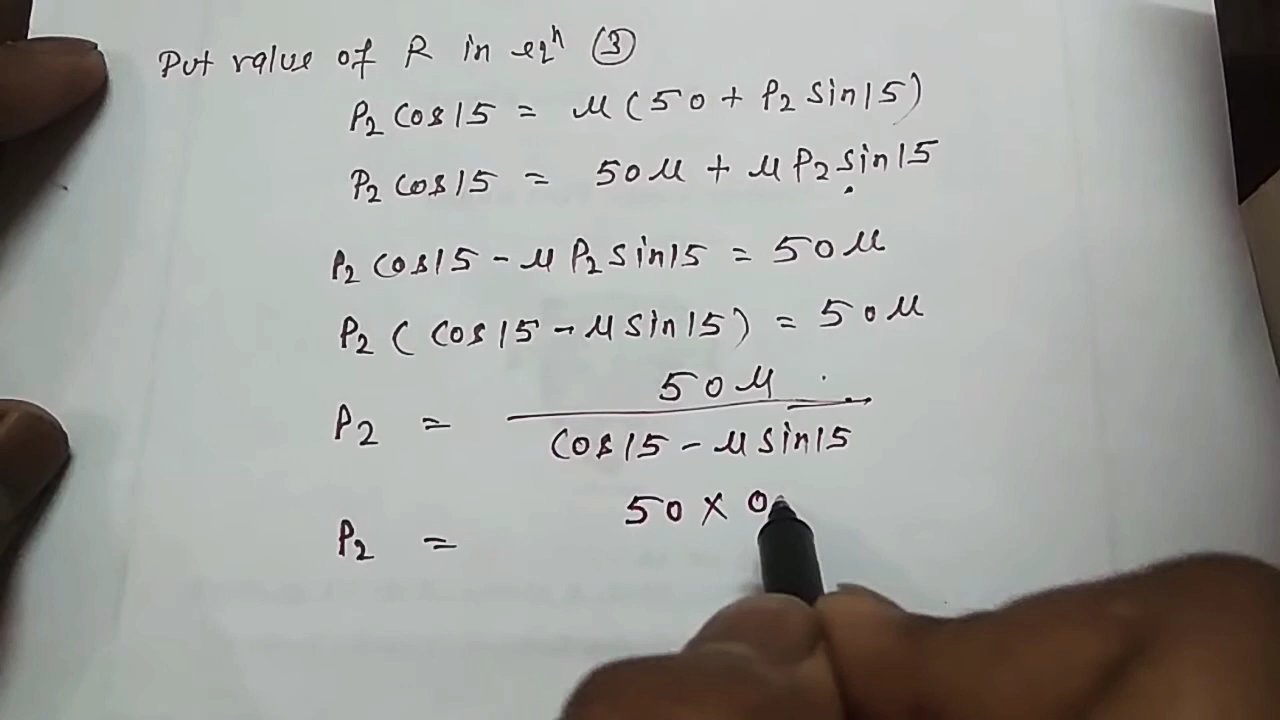 Put value of R in eqⁿ ③
P₂ cos15 = μ(50 + P₂ sin15)
P₂ cos15 = 50μ + μP₂ sin15
P₂ cos15 - μ P₂ sin15 = 50μ
P₂ ( cos15 - μ sin15 ) = 50μ
P₂ = 50μ / cos15 - μ sin15
P₂ = 50 × 0